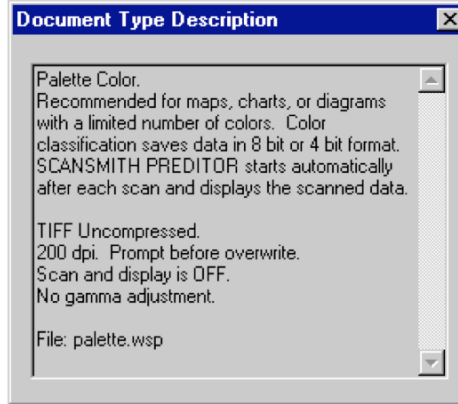 Document Type Description
Palette Color.
Recommended for maps, charts, or diagrams
with a limited number of colors.  Color
classification saves data in 8 bit or 4 bit format.
SCANSMITH PREDITOR starts automatically
after each scan and displays the scanned data.
TIFF Uncompressed.
200 dpi.  Prompt before overwrite.
Scan and display is OFF.
No gamma adjustment.
File: palette.wsp